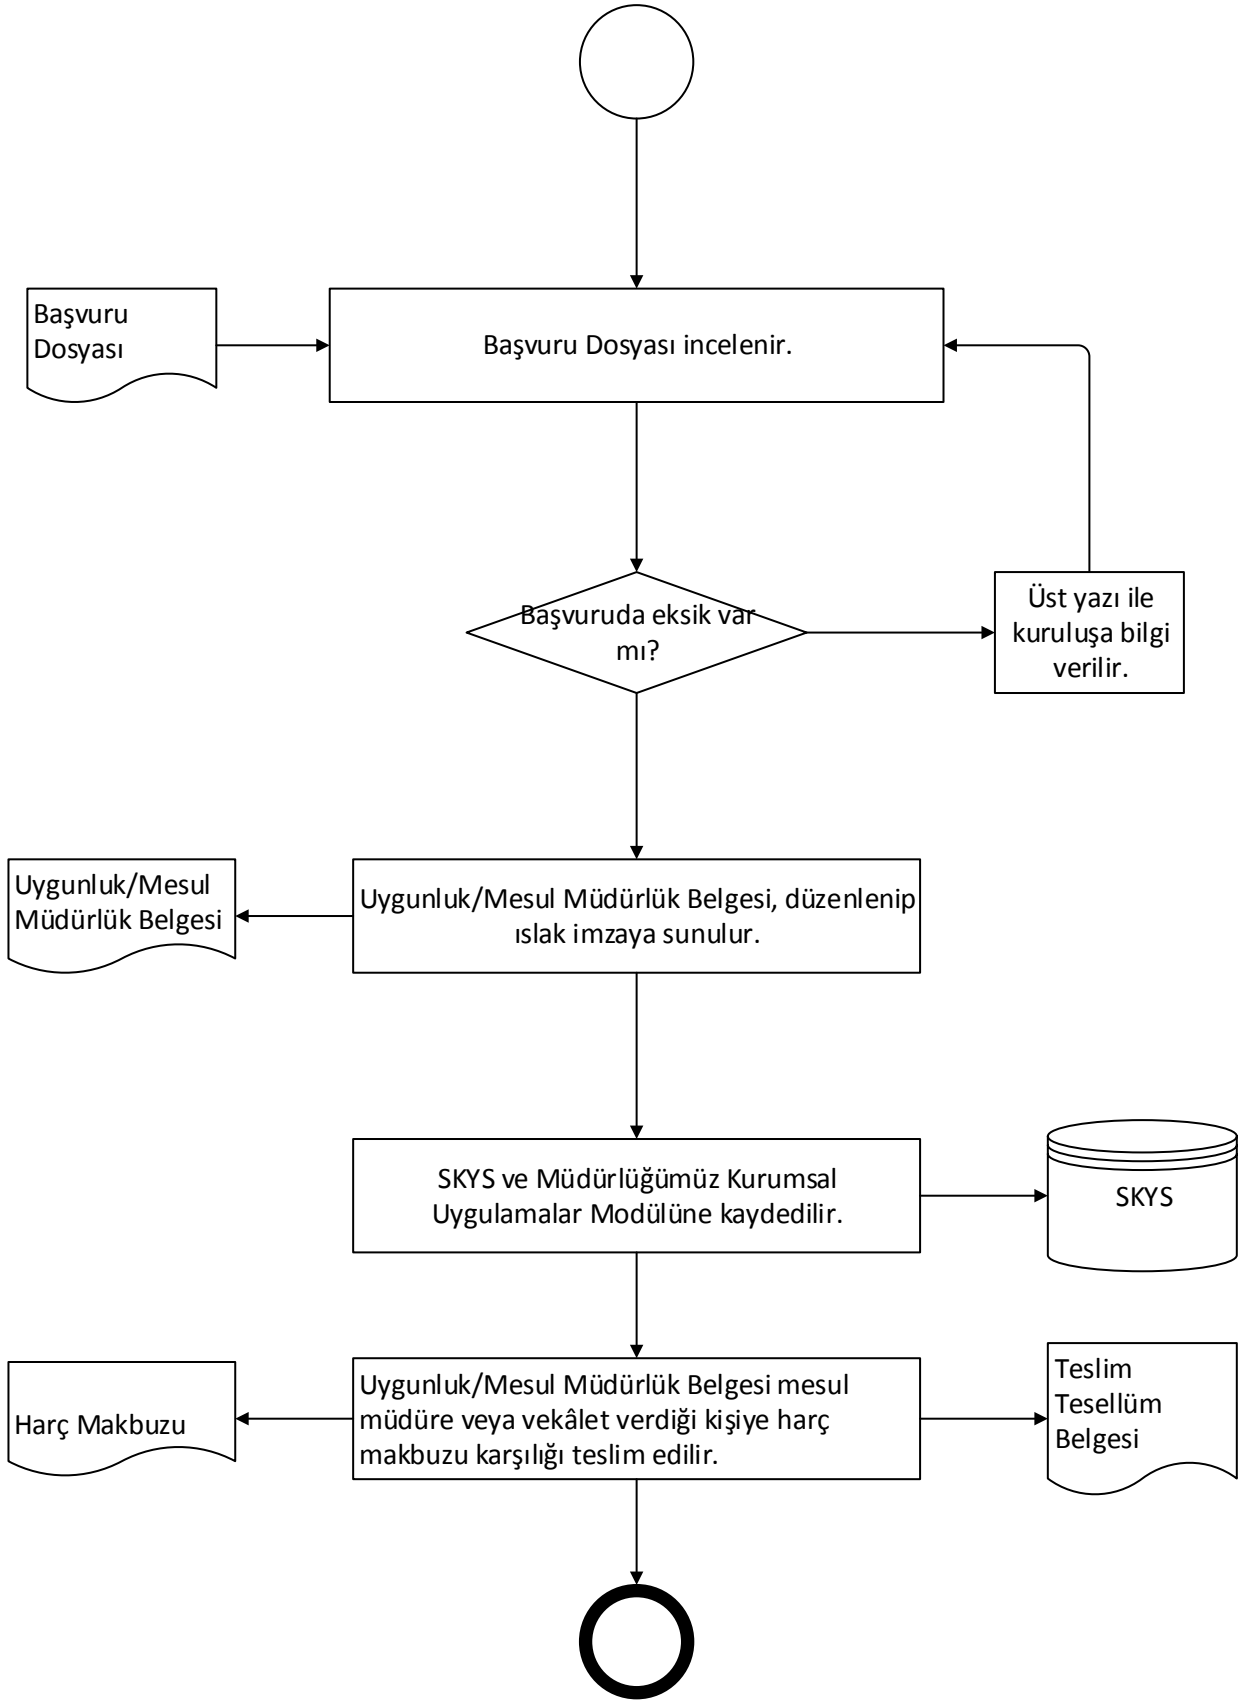 Başvuru
Dosyası
Başvuru Dosyası incelenir.
Başvuruda eksik var
mı?
Üst yazı ile
kuruluşa bilgi
verilir.
Uygunluk/Mesul
Müdürlük Belgesi
Uygunluk/Mesul Müdürlük Belgesi, düzenlenip
ıslak imzaya sunulur.
SKYS ve Müdürlüğümüz Kurumsal
Uygulamalar Modülüne kaydedilir.
SKYS
Harç Makbuzu
Uygunluk/Mesul Müdürlük Belgesi mesul
müdüre veya vekâlet verdiği kişiye harç
makbuzu karşılığı teslim edilir.
Teslim
Tesellüm
Belgesi